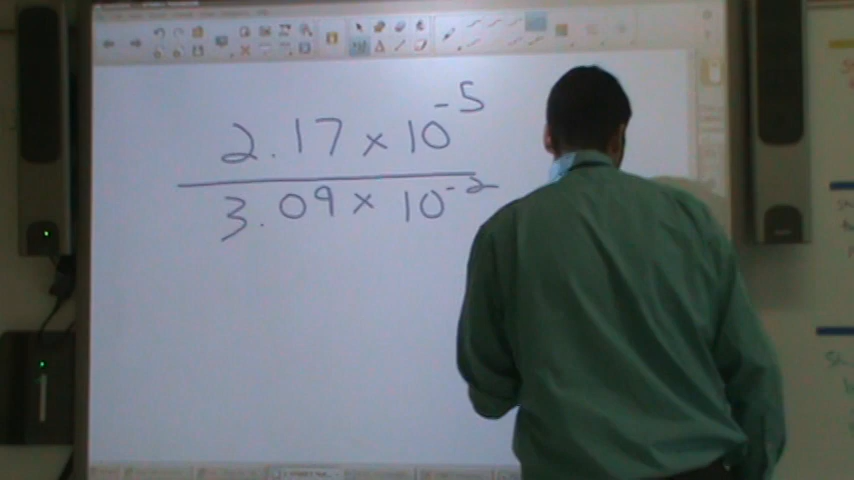 2.17 × 10⁻⁵
3.09 × 10⁻²